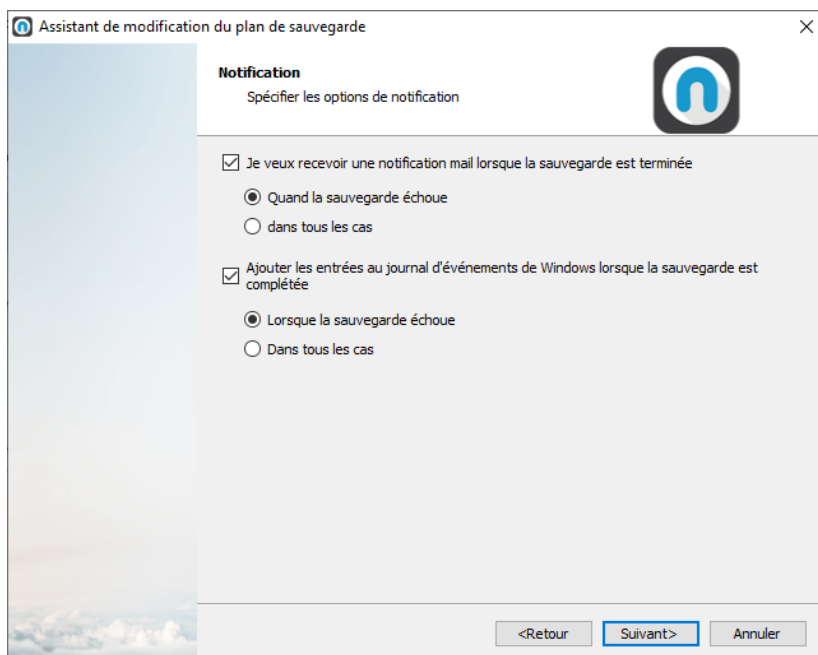 Assistant de modification du plan de sauvegarde
Notification
Spécifier les options de notification
Je veux recevoir une notification mail lorsque la sauvegarde est terminée
Quand la sauvegarde échoue
dans tous les cas
Ajouter les entrées au journal d'événements de Windows lorsque la sauvegarde est
complétée
Lorsque la sauvegarde échoue
Dans tous les cas
<Retour
Suivant>
Annuler